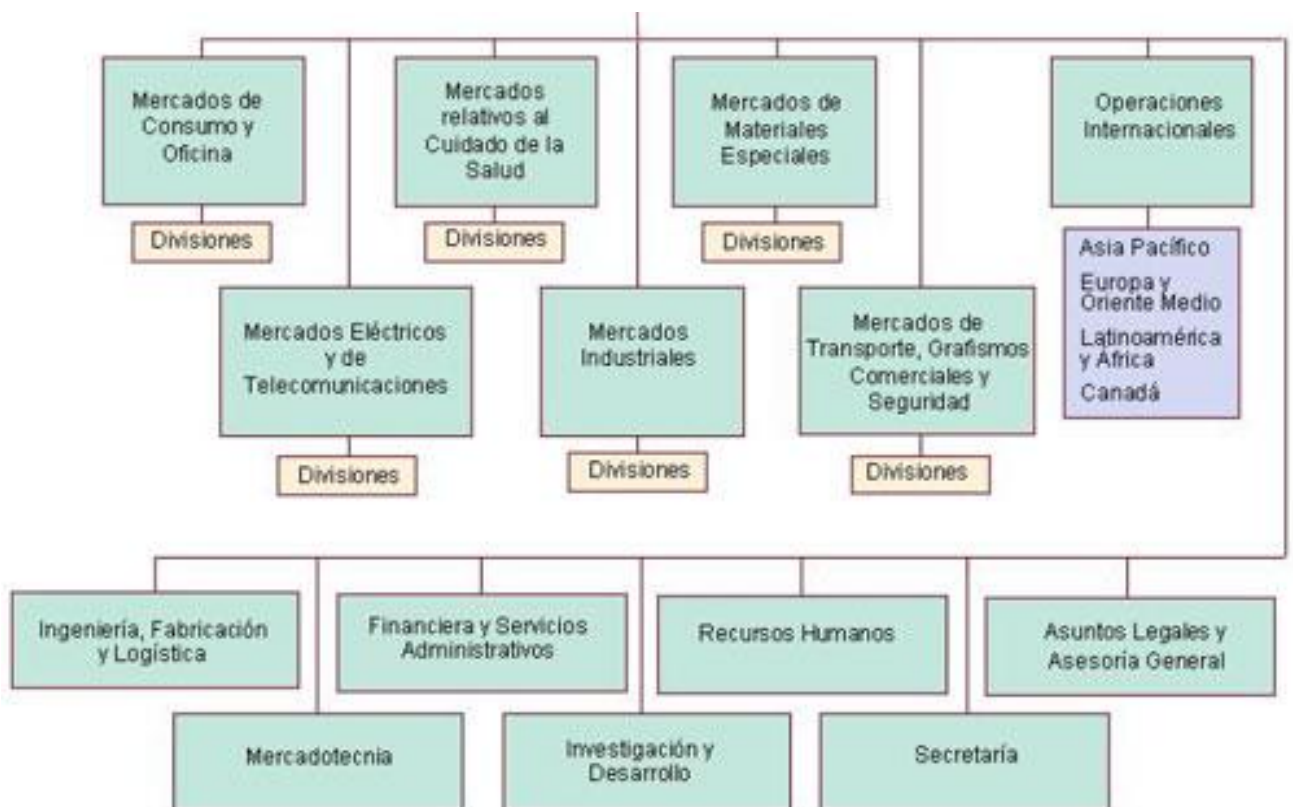 Mercados de
Consumo y
Oficina
Mercados
relativos al
Cuidado de la
Salud
Mercados de
Materiales
Especiales
Operaciones
Internacionales
Divisiones
Divisiones
Divisiones
Asia Pacífico
Europa y
Oriente Medio
Latinoamérica
y África
Canadá
Mercados Eléctricos
y de
Telecomunicaciones
Mercados
Industriales
Mercados de
Transporte, Grafismos
Comerciales y
Seguridad
Divisiones
Divisiones
Divisiones
Ingeniería, Fabricación
y Logística
Financiera y Servicios
Administrativos
Recursos Humanos
Asuntos Legales y
Asesoría General
Mercadotecnia
Investigación y
Desarrollo
Secretaría